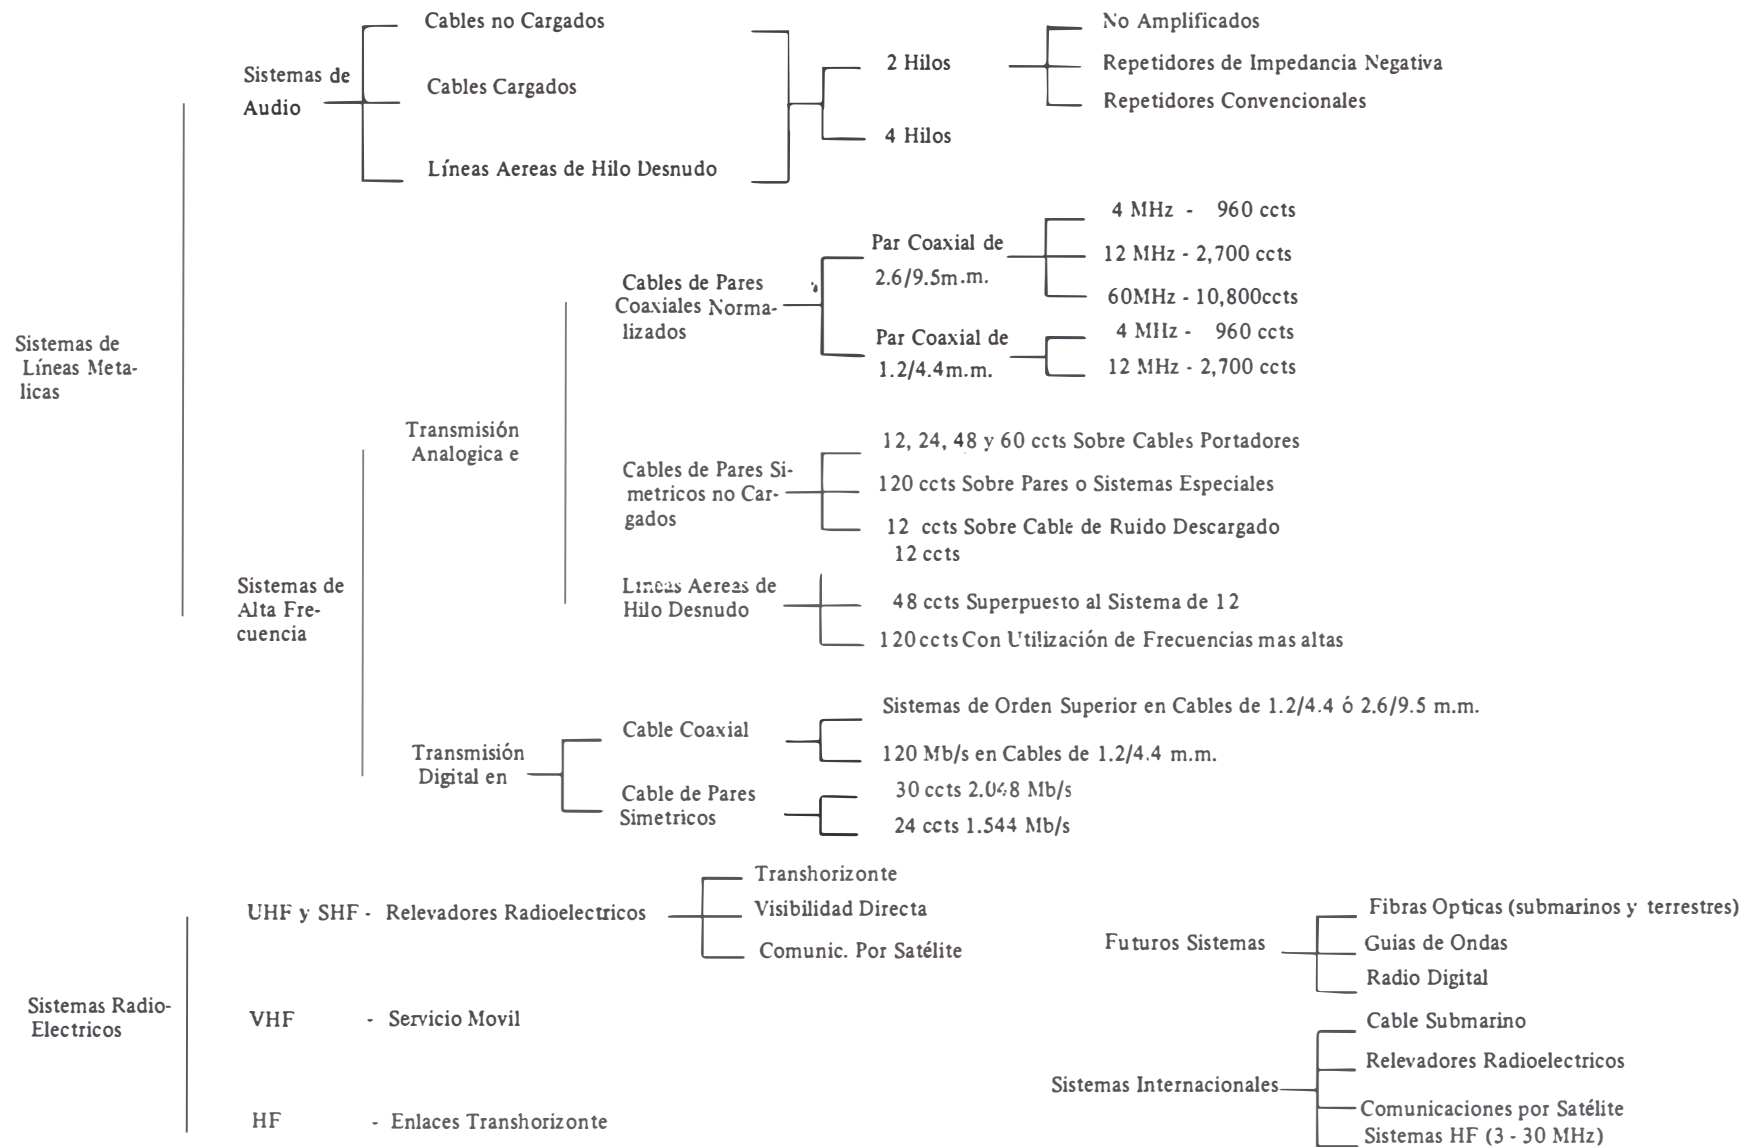 Sistemas de
Líneas Meta-
licas
Sistemas de
Audio
Cables no Cargados
Cables Cargados
Líneas Aereas de Hilo Desnudo
2 Hilos
4 Hilos
No Amplificados
Repetidores de Impedancia Negativa
Repetidores Convencionales
Sistemas de
Alta Fre-
cuencia
Transmisión
Analogica e
Cables de Pares
Coaxiales Norma-
lizados
Par Coaxial de
2.6/9.5m.m.
4 MHz - 960 ccts
12 MHz - 2,700 ccts
60MHz - 10,800ccts
Par Coaxial de
1.2/4.4m.m.
4 MHz - 960 ccts
12 MHz - 2,700 ccts
Cables de Pares Si-
metricos no Car-
gados
12, 24, 48 y 60 ccts Sobre Cables Portadores
120 ccts Sobre Pares o Sistemas Especiales
12 ccts Sobre Cable de Ruido Descargado
Líneas Aereas de
Hilo Desnudo
12 ccts
48 ccts Superpuesto al Sistema de 12
120 ccts Con Utilización de Frecuencias mas altas
Transmisión
Digital en
Cable Coaxial
Sistemas de Orden Superior en Cables de 1.2/4.4 ó 2.6/9.5 m.m.
120 Mb/s en Cables de 1.2/4.4 m.m.
Cable de Pares
Simetricos
30 ccts 2.048 Mb/s
24 ccts 1.544 Mb/s
Sistemas Radio-
Electricos
UHF y SHF - Relevadores Radioelectricos
Transhorizonte
Visibilidad Directa
Comunic. Por Satélite
VHF - Servicio Movil
HF - Enlaces Transhorizonte
Futuros Sistemas
Fibras Opticas (submarinos y terrestres)
Guias de Ondas
Radio Digital
Sistemas Internacionales
Cable Submarino
Relevadores Radioelectricos
Comunicaciones por Satélite
Sistemas HF (3 - 30 MHz)